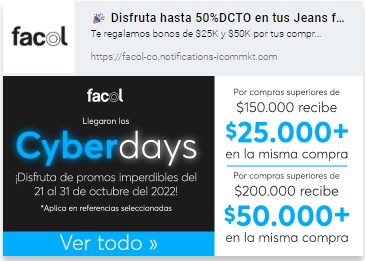 facol
🎉 Disfruta hasta 50%DCTO en tus Jeans f...
Te regalamos bonos de $25K y $50K por tus compr...
https://facol-co.notifications-icommkt.com
facol
Llegaron los
Cyberdays
¡Disfruta de promos imperdibles del
21 al 31 de octubre del 2022!
*Aplica en referencias seleccionadas
Ver todo »
Por compras superiores de
$150.000 recibe
$25.000+
en la misma compra
Por compras superiores de
$200.000 recibe
$50.000+
en la misma compra